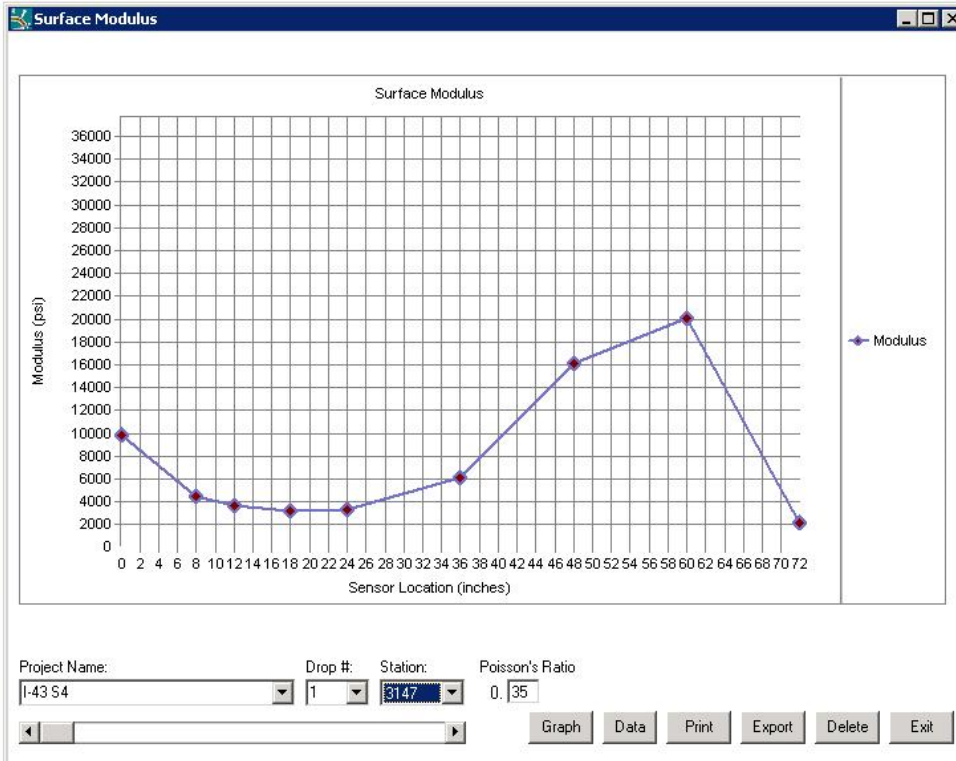 Surface Modulus
Surface Modulus
36000
34000
32000
30000
28000
26000
24000
22000
20000
18000
16000
14000
12000
10000
8000
6000
4000
2000
0
Modulus (psi)
0 2 4 6 8 10 12 14 16 18 20 22 24 26 28 30 32 34 36 38 40 42 44 46 48 50 52 54 56 58 60 62 64 66 68 70 72
Sensor Location (inches)
Modulus
Project Name: Drop #: Station: Poisson's Ratio
I-43 S4 1 3147 0. 35
Graph Data Print Export Delete Exit